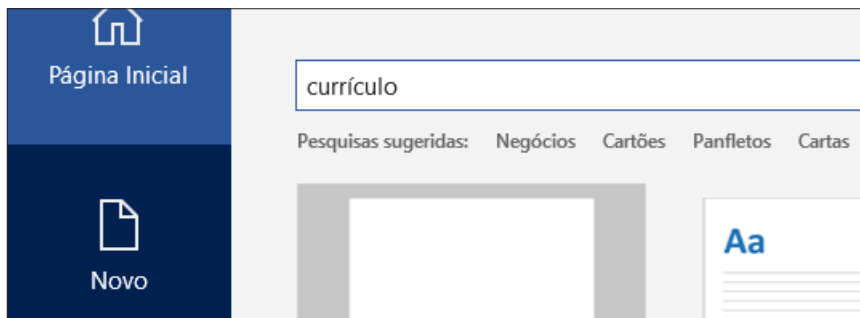 Página Inicial
currículo
Pesquisas sugeridas: Negócios Cartões Panfletos Cartas
Novo
Aa